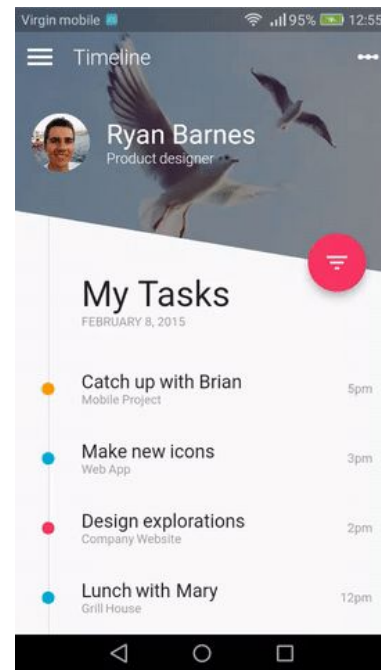 Virgin mobile 95% 12:55
Timeline
Ryan Barnes
Product designer
My Tasks
FEBRUARY 8, 2015
Catch up with Brian 5pm
Mobile Project
Make new icons 3pm
Web App
Design explorations 2pm
Company Website
Lunch with Mary 12pm
Grill House